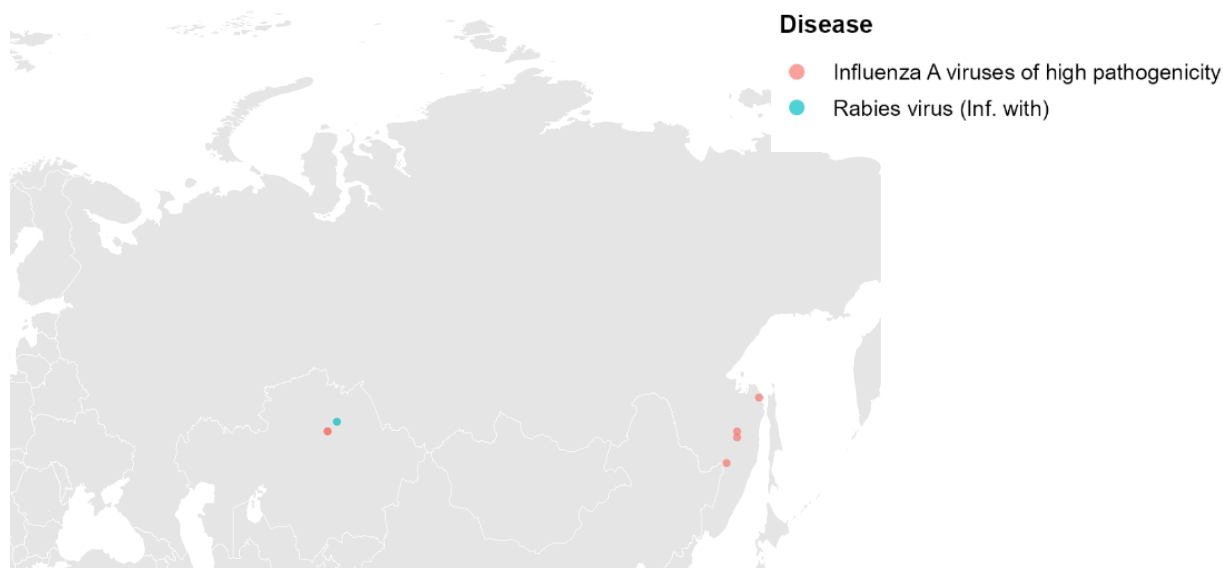 Disease
Influenza A viruses of high pathogenicity
Rabies virus (Inf. with)